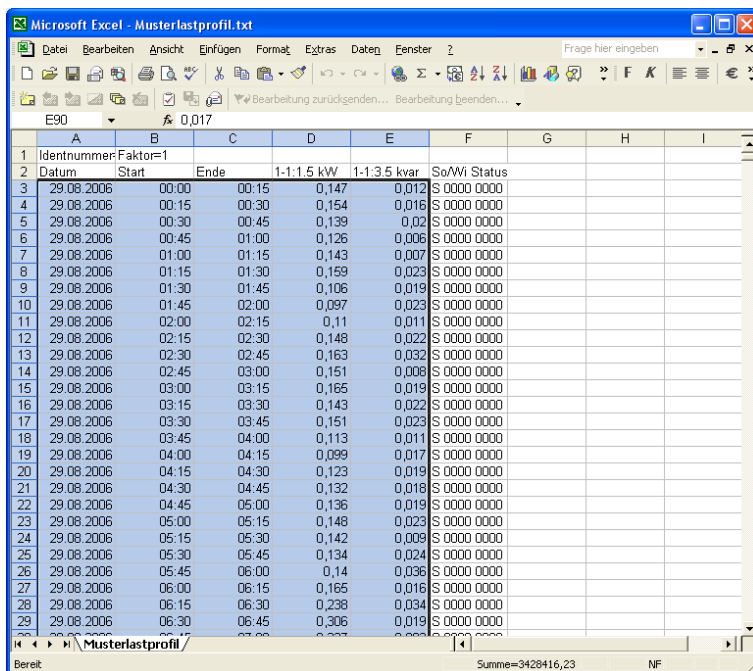 Microsoft Excel - Musterlastprofil.txt
Datei Bearbeiten Ansicht Einfügen Format Extras Daten Fenster ? Frage hier eingeben
F K €
Bearbeitung zurücksenden... Bearbeitung beenden...
E90 fx 0,017
A B C D E F G H I
1 Identnummer Faktor=1
2 Datum Start Ende 1-1:1.5 kW 1-1:3.5 kvar So/Wi Status
3 29.08.2006 00:00 00:15 0,147 0,012 S 0000 0000
4 29.08.2006 00:15 00:30 0,154 0,016 S 0000 0000
5 29.08.2006 00:30 00:45 0,139 0,02 S 0000 0000
6 29.08.2006 00:45 01:00 0,126 0,006 S 0000 0000
7 29.08.2006 01:00 01:15 0,143 0,007 S 0000 0000
8 29.08.2006 01:15 01:30 0,159 0,023 S 0000 0000
9 29.08.2006 01:30 01:45 0,106 0,019 S 0000 0000
10 29.08.2006 01:45 02:00 0,097 0,023 S 0000 0000
11 29.08.2006 02:00 02:15 0,11 0,011 S 0000 0000
12 29.08.2006 02:15 02:30 0,148 0,022 S 0000 0000
13 29.08.2006 02:30 02:45 0,163 0,032 S 0000 0000
14 29.08.2006 02:45 03:00 0,151 0,008 S 0000 0000
15 29.08.2006 03:00 03:15 0,165 0,019 S 0000 0000
16 29.08.2006 03:15 03:30 0,143 0,022 S 0000 0000
17 29.08.2006 03:30 03:45 0,151 0,023 S 0000 0000
18 29.08.2006 03:45 04:00 0,113 0,011 S 0000 0000
19 29.08.2006 04:00 04:15 0,099 0,017 S 0000 0000
20 29.08.2006 04:15 04:30 0,123 0,019 S 0000 0000
21 29.08.2006 04:30 04:45 0,132 0,018 S 0000 0000
22 29.08.2006 04:45 05:00 0,136 0,019 S 0000 0000
23 29.08.2006 05:00 05:15 0,148 0,023 S 0000 0000
24 29.08.2006 05:15 05:30 0,142 0,009 S 0000 0000
25 29.08.2006 05:30 05:45 0,134 0,024 S 0000 0000
26 29.08.2006 05:45 06:00 0,14 0,036 S 0000 0000
27 29.08.2006 06:00 06:15 0,165 0,016 S 0000 0000
28 29.08.2006 06:15 06:30 0,238 0,034 S 0000 0000
29 29.08.2006 06:30 06:45 0,306 0,019 S 0000 0000
Musterlastprofil
Bereit Summe=3428416,23 NF